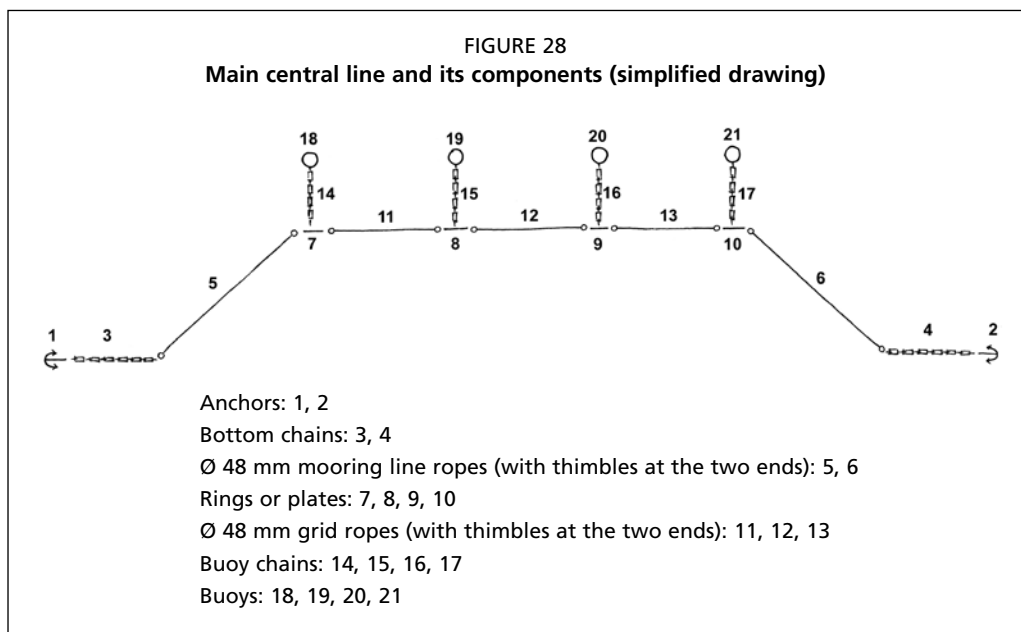 FIGURE 28
Main central line and its components (simplified drawing)
18 19 20 21
14 15 16 17
11 12 13
7 8 9 10
5 6
1 3 4 2
Anchors: 1, 2
Bottom chains: 3, 4
Ø 48 mm mooring line ropes (with thimbles at the two ends): 5, 6
Rings or plates: 7, 8, 9, 10
Ø 48 mm grid ropes (with thimbles at the two ends): 11, 12, 13
Buoy chains: 14, 15, 16, 17
Buoys: 18, 19, 20, 21